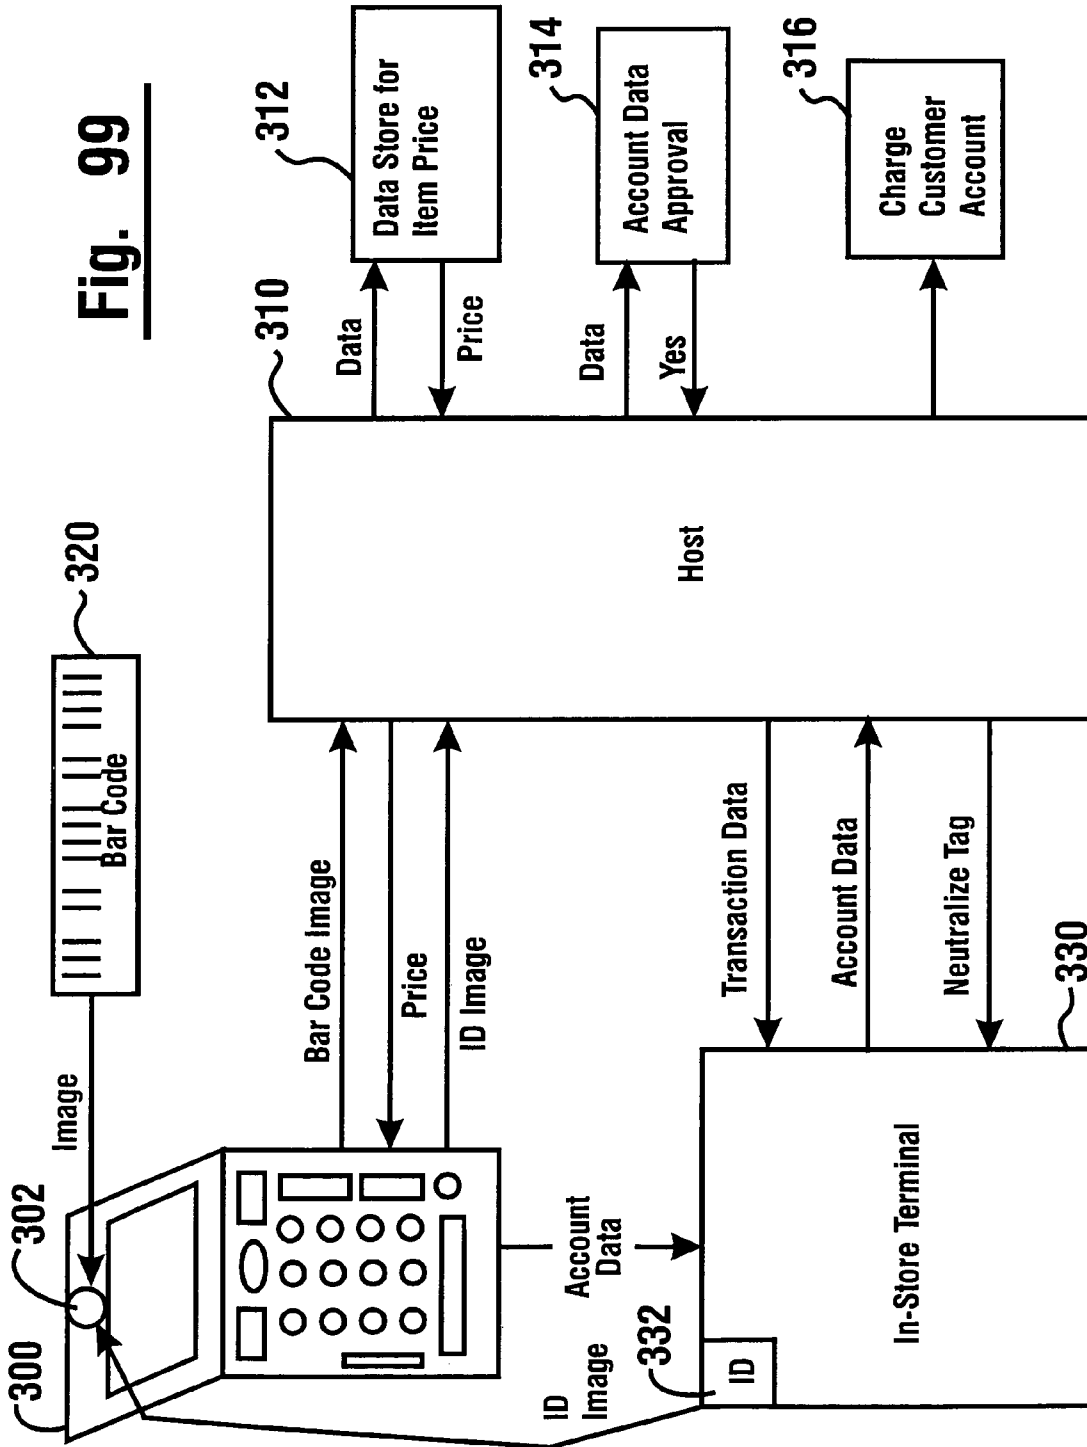 Fig. 99
300
302
Image
Bar Code
320
310
Data
Price
312
Data Store for
Item Price
Data
Yes
314
Account Data
Approval
316
Charge
Customer
Account
Host
Bar Code Image
Price
ID Image
Account
Data
ID
Image
Transaction Data
Account Data
Neutralize Tag
332
ID
330
In-Store Terminal